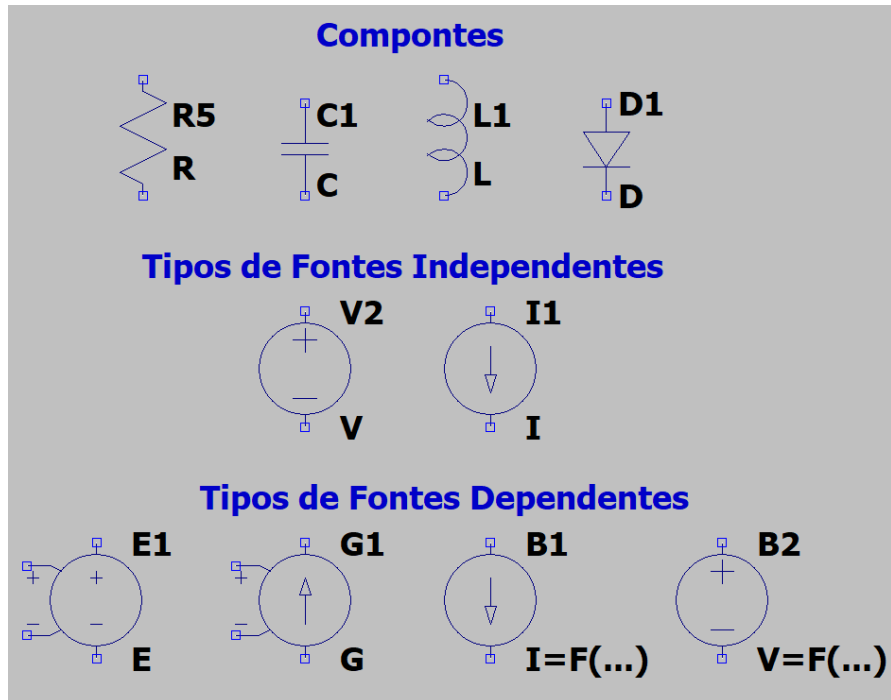 Compontes
R5 C1 L1 D1
R C L D
Tipos de Fontes Independentes
V2 I1
V I
Tipos de Fontes Dependentes
E1 G1 B1 B2
E G I=F(...) V=F(...)